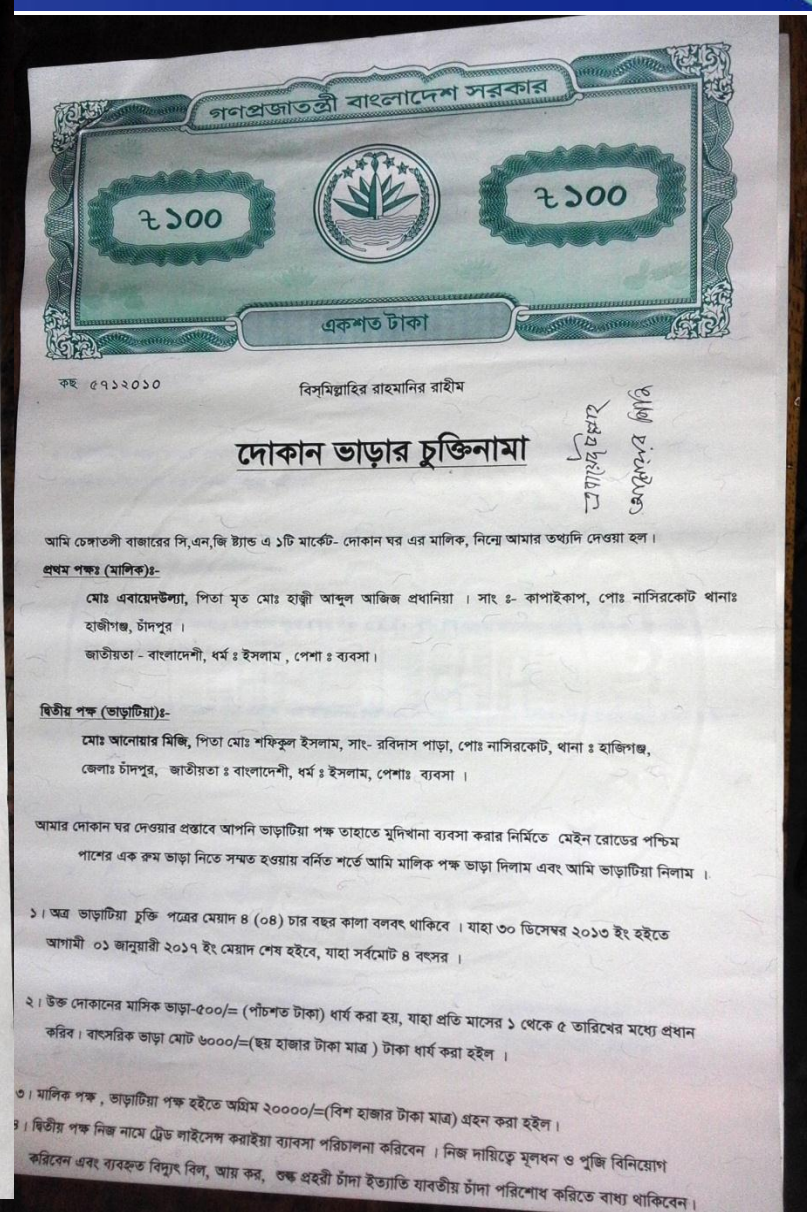 গণপ্রজাতন্ত্রী বাংলাদেশ সরকার
৳১০০
৳১০০
একশত টাকা
কছ ৫৭১২০১০
বিস্‌মিল্লাহির রাহমানির রাহীম
দোকান ভাড়ার চুক্তিনামা
আমি চেঙ্গাতলী বাজারের সি,এন,জি ষ্ট্যান্ড এ ১টি মার্কেট- দোকান ঘর এর মালিক, নিন্মে আমার তথ্যদি দেওয়া হল।
প্রথম পক্ষঃ (মালিক)ঃ-
মোঃ এবায়েদউল্যা, পিতা মৃত মোঃ হাজ্বী আব্দুল আজিজ প্রধানিয়া । সাং ঃ- কাপাইকাপ, পোঃ নাসিরকোট থানাঃ
হাজীগঞ্জ, চাঁদপুর ।
জাতীয়তা - বাংলাদেশী, ধর্ম ঃ ইসলাম , পেশা ঃ ব্যবসা।
দ্বিতীয় পক্ষ (ভাড়াটিয়া)ঃ-
মোঃ আনোয়ার মিজি, পিতা মোঃ শফিকুল ইসলাম, সাং- রবিদাস পাড়া, পোঃ নাসিরকোট, থানা ঃ হাজিগঞ্জ,
জেলাঃ চাঁদপুর, জাতীয়তা ঃ বাংলাদেশী, ধর্ম ঃ ইসলাম, পেশাঃ ব্যবসা ।
আমার দোকান ঘর দেওয়ার প্রস্তাবে আপনি ভাড়াটিয়া পক্ষ তাহাতে মুদিখানা ব্যবসা করার নির্মিতে মেইন রোডের পশ্চিম
পাশের এক রুম ভাড়া নিতে সম্মত হওয়ায় বর্নিত শর্তে আমি মালিক পক্ষ ভাড়া দিলাম এবং আমি ভাড়াটিয়া নিলাম ।
১। অত্র ভাড়াটিয়া চুক্তি পত্রের মেয়াদ ৪ (০৪) চার বছর কাল্য বলবৎ থাকিবে । যাহা ৩০ ডিসেম্বর ২০১৩ ইং হইতে
আগামী ০১ জানুয়ারী ২০১৭ ইং মেয়াদ শেষ হইবে, যাহা সর্বমোট ৪ বৎসর ।
২। উক্ত দোকানের মাসিক ভাড়া-৫০০/= (পাঁচশত টাকা) ধার্য করা হয়, যাহা প্রতি মাসের ১ থেকে ৫ তারিখের মধ্যে প্রধান
করিব। বাৎসরিক ভাড়া মোট ৬০০০/=(ছয় হাজার টাকা মাত্র ) টাকা ধার্য করা হইল ।
৩। মালিক পক্ষ , ভাড়াটিয়া পক্ষ হইতে অগ্রিম ২০০০০/=(বিশ হাজার টাকা মাত্র) গ্রহন করা হইল।
৪। দ্বিতীয় পক্ষ নিজ নামে ট্রেড লাইসেন্স করাইয়া ব্যাবসা পরিচালনা করিবেন । নিজ দায়িত্বে মূলধন ও পূজি বিনিয়োগ
করিবেন এবং ব্যবহৃত বিদ্যুৎ বিল, আয় কর, শুল্ক প্রহরী চাঁদা ইত্যাতি যাবতীয় চাঁদা পরিশোধ করিতে বাধ্য থাকিবেন।